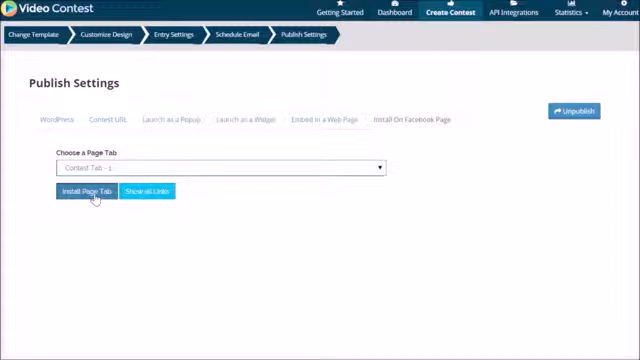 Video Contest
Getting Started
Dashboard
Create Contest
API Integrations
Statistics
My Account
Change Template
Customize Design
Entry Settings
Schedule Email
Publish Settings
Publish Settings
WordPress
Contest URL
Launch as a Popup
Launch as a Widget
Embed in a Web Page
Install On Facebook Page
Unpublish
Choose a Page Tab
Contest Tab - 1
Install Page Tab
Show all Links